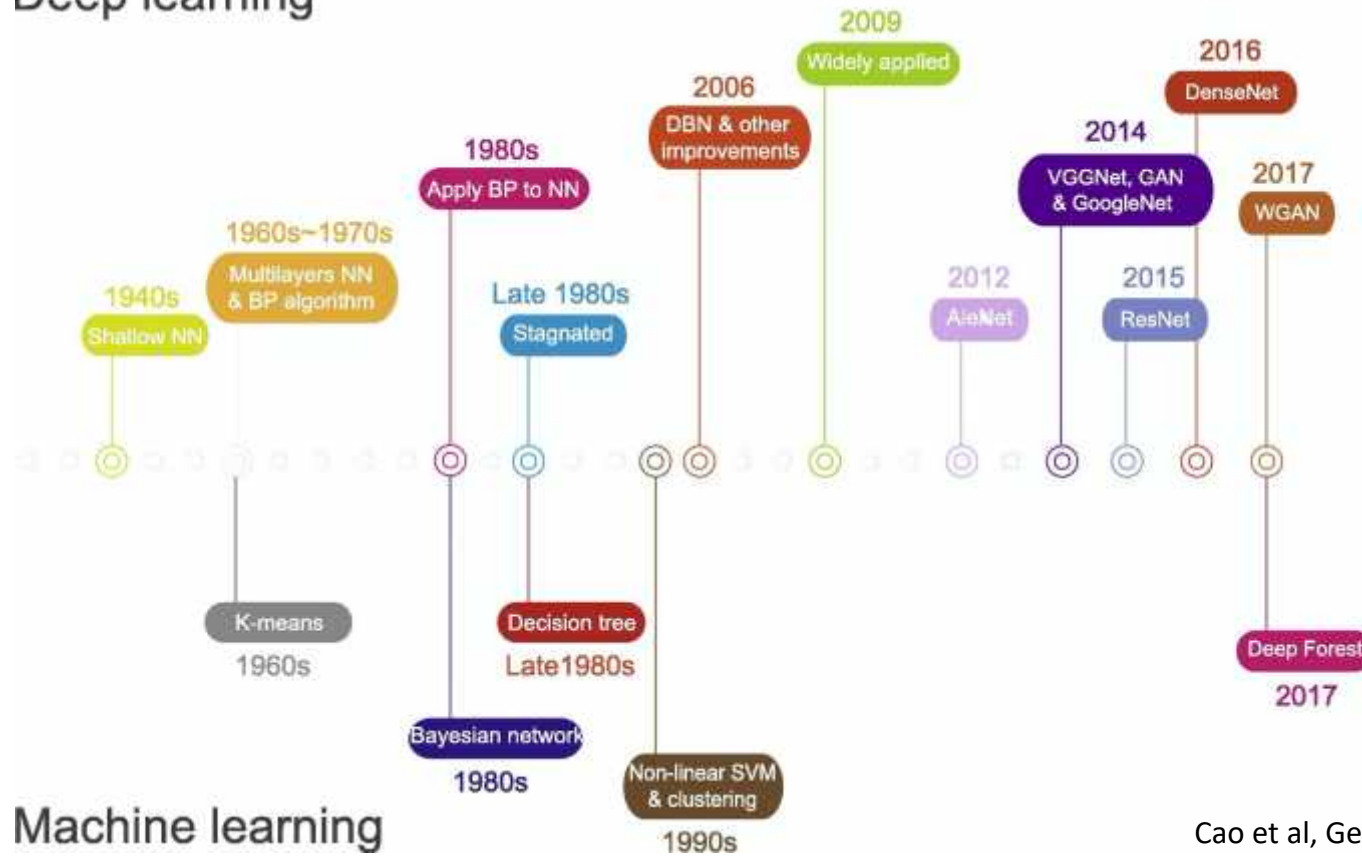 Deep learning
2009
Widely applied
2016
DenseNet
2006
DBN & other
improvements
2014
VGGNet, GAN
& GoogleNet
1980s
Apply BP to NN
2017
WGAN
1960s~1970s
Multilayers NN
& BP algorithm
1940s
Shallow NN
Late 1980s
Stagnated
2012
AleNet
2015
ResNet
K-means
1960s
Decision tree
Late1980s
Deep Forest
2017
Bayesian network
1980s
Non-linear SVM
& clustering
1990s
Machine learning
Cao et al, Ge